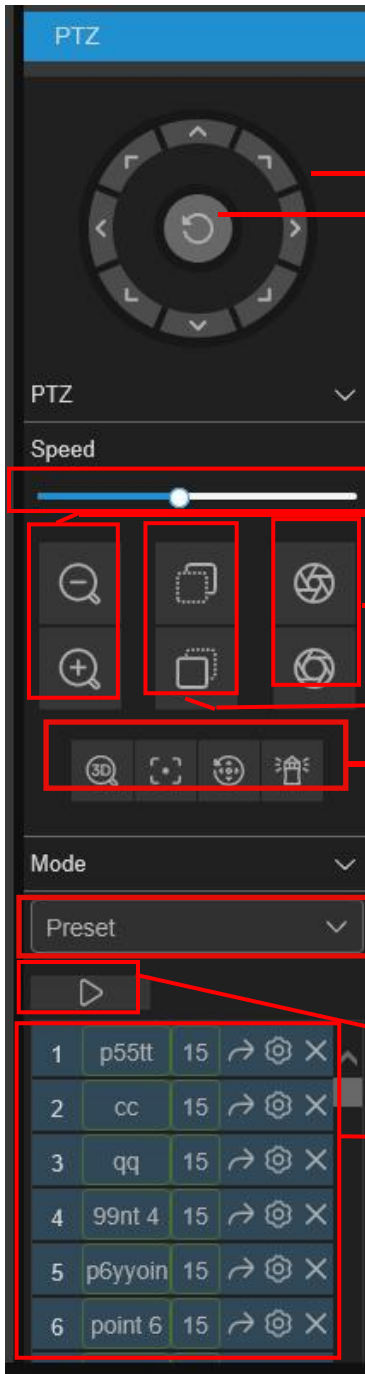 PTZ
PTZ
Speed
3D
Mode
Preset
1 p55tt 15
2 cc 15
3 qq 15
4 99nt 4 15
5 p6yyoin 15
6 point 6 15